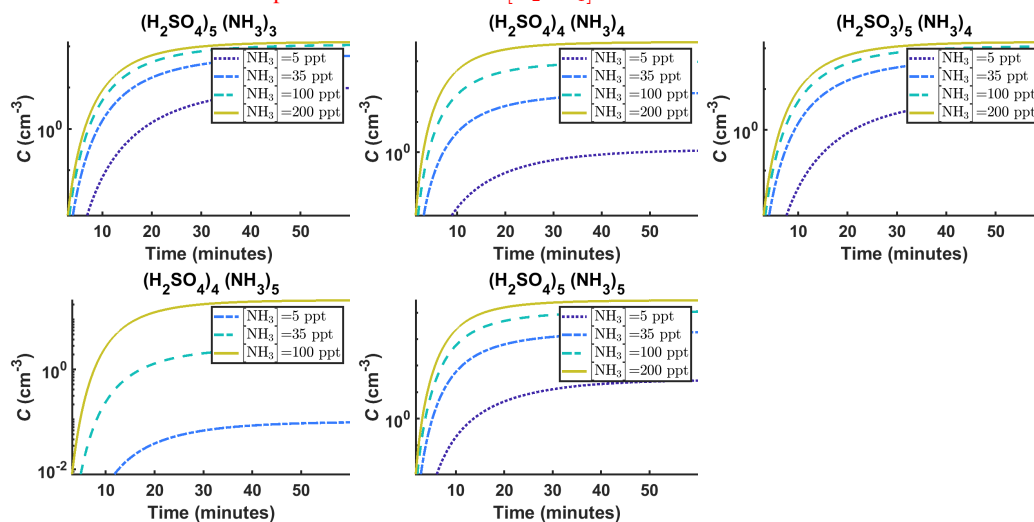 (H2SO4)5 (NH3)3
C (cm-3)
10^0
NH3 =5 ppt
NH3 =35 ppt
NH3 =100 ppt
NH3 =200 ppt
10 20 30 40 50
Time (minutes)
(H2SO4)4 (NH3)4
C (cm-3)
10^0
NH3 =5 ppt
NH3 =35 ppt
NH3 =100 ppt
NH3 =200 ppt
10 20 30 40 50
Time (minutes)
(H2SO3)5 (NH3)4
C (cm-3)
10^0
NH3 =5 ppt
NH3 =35 ppt
NH3 =100 ppt
NH3 =200 ppt
10 20 30 40 50
Time (minutes)
(H2SO4)4 (NH3)5
C (cm-3)
10^0
10^-2
NH3 =5 ppt
NH3 =35 ppt
NH3 =100 ppt
10 20 30 40 50
Time (minutes)
(H2SO4)5 (NH3)5
C (cm-3)
10^0
NH3 =5 ppt
NH3 =35 ppt
NH3 =100 ppt
NH3 =200 ppt
10 20 30 40 50
Time (minutes)